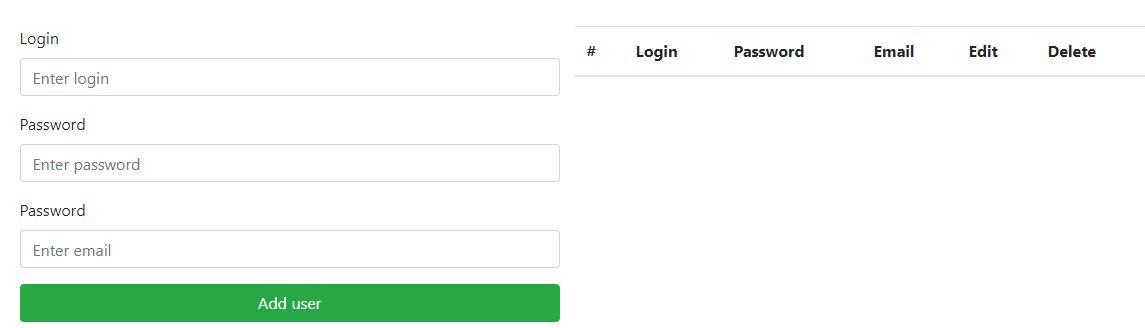 Login
Enter login
Password
Enter password
Password
Enter email
Add user
# Login Password Email Edit Delete